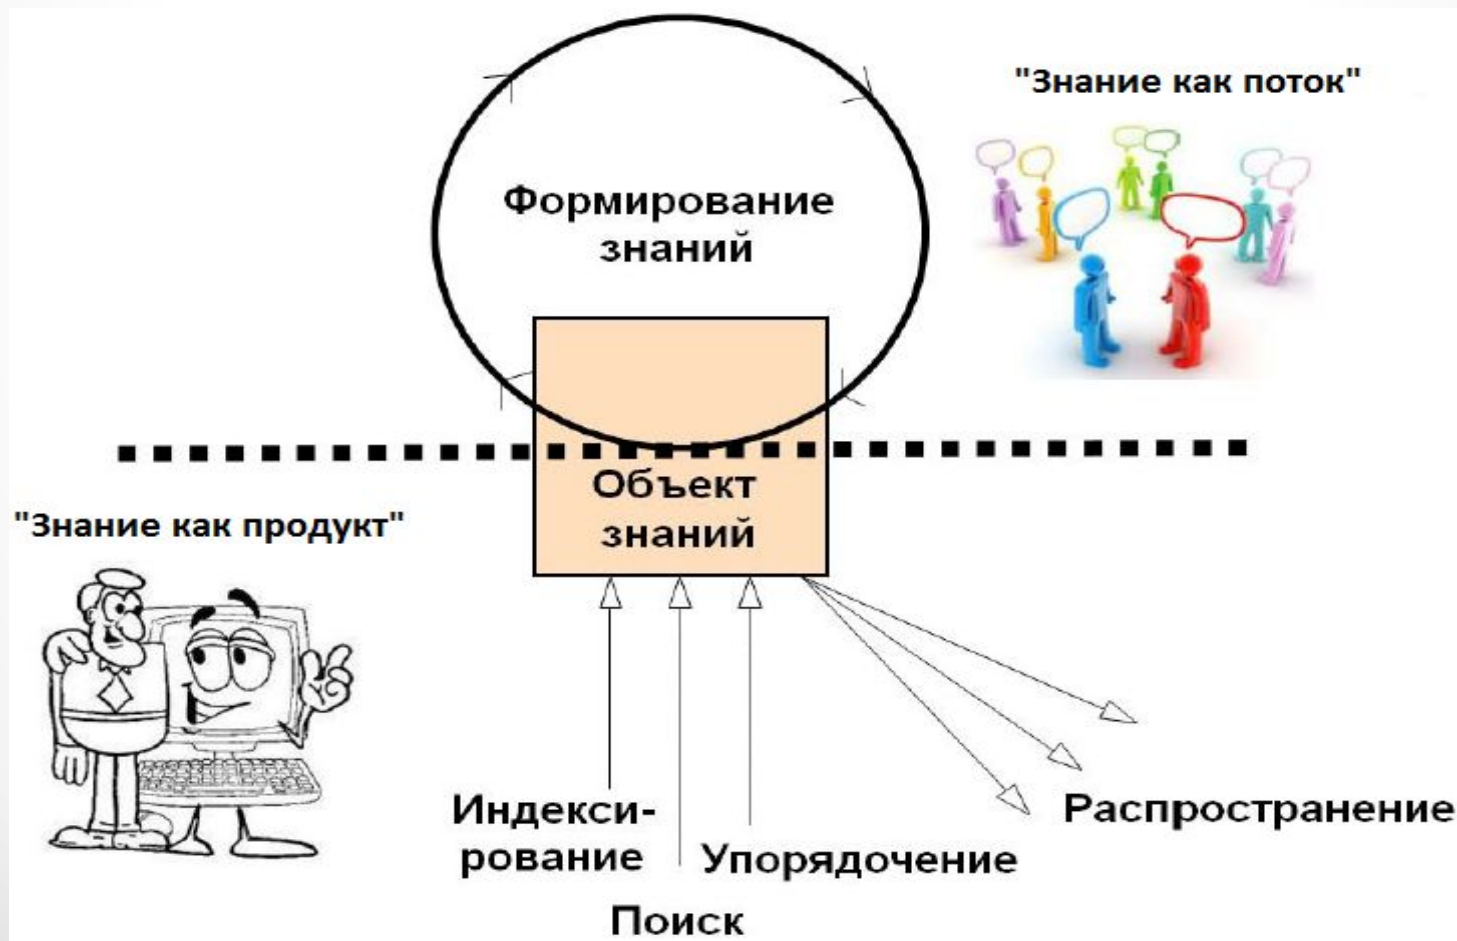 "Знание как поток"
Формирование
знаний
Объект
знаний
"Знание как продукт"
Индекси-
рование
Упорядочение
Поиск
Распространение